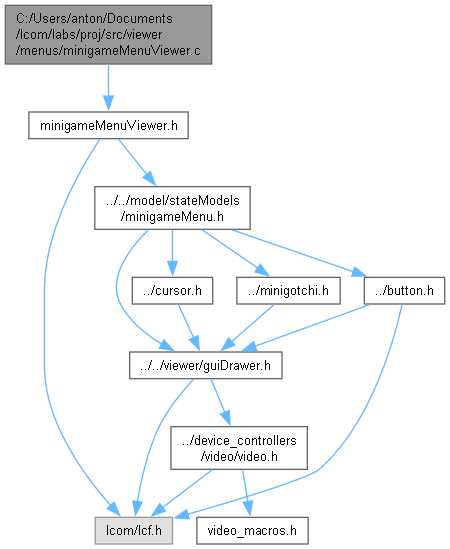 C:/Users/anton/Documents
/lcom/labs/proj/src/viewer
/menus/minigameMenuViewer.c
minigameMenuViewer.h
../../model/stateModels
/minigameMenu.h
../cursor.h
../minigotchi.h
../button.h
../../viewer/guiDrawer.h
../device_controllers
/video/video.h
lcom/lcf.h
video_macros.h